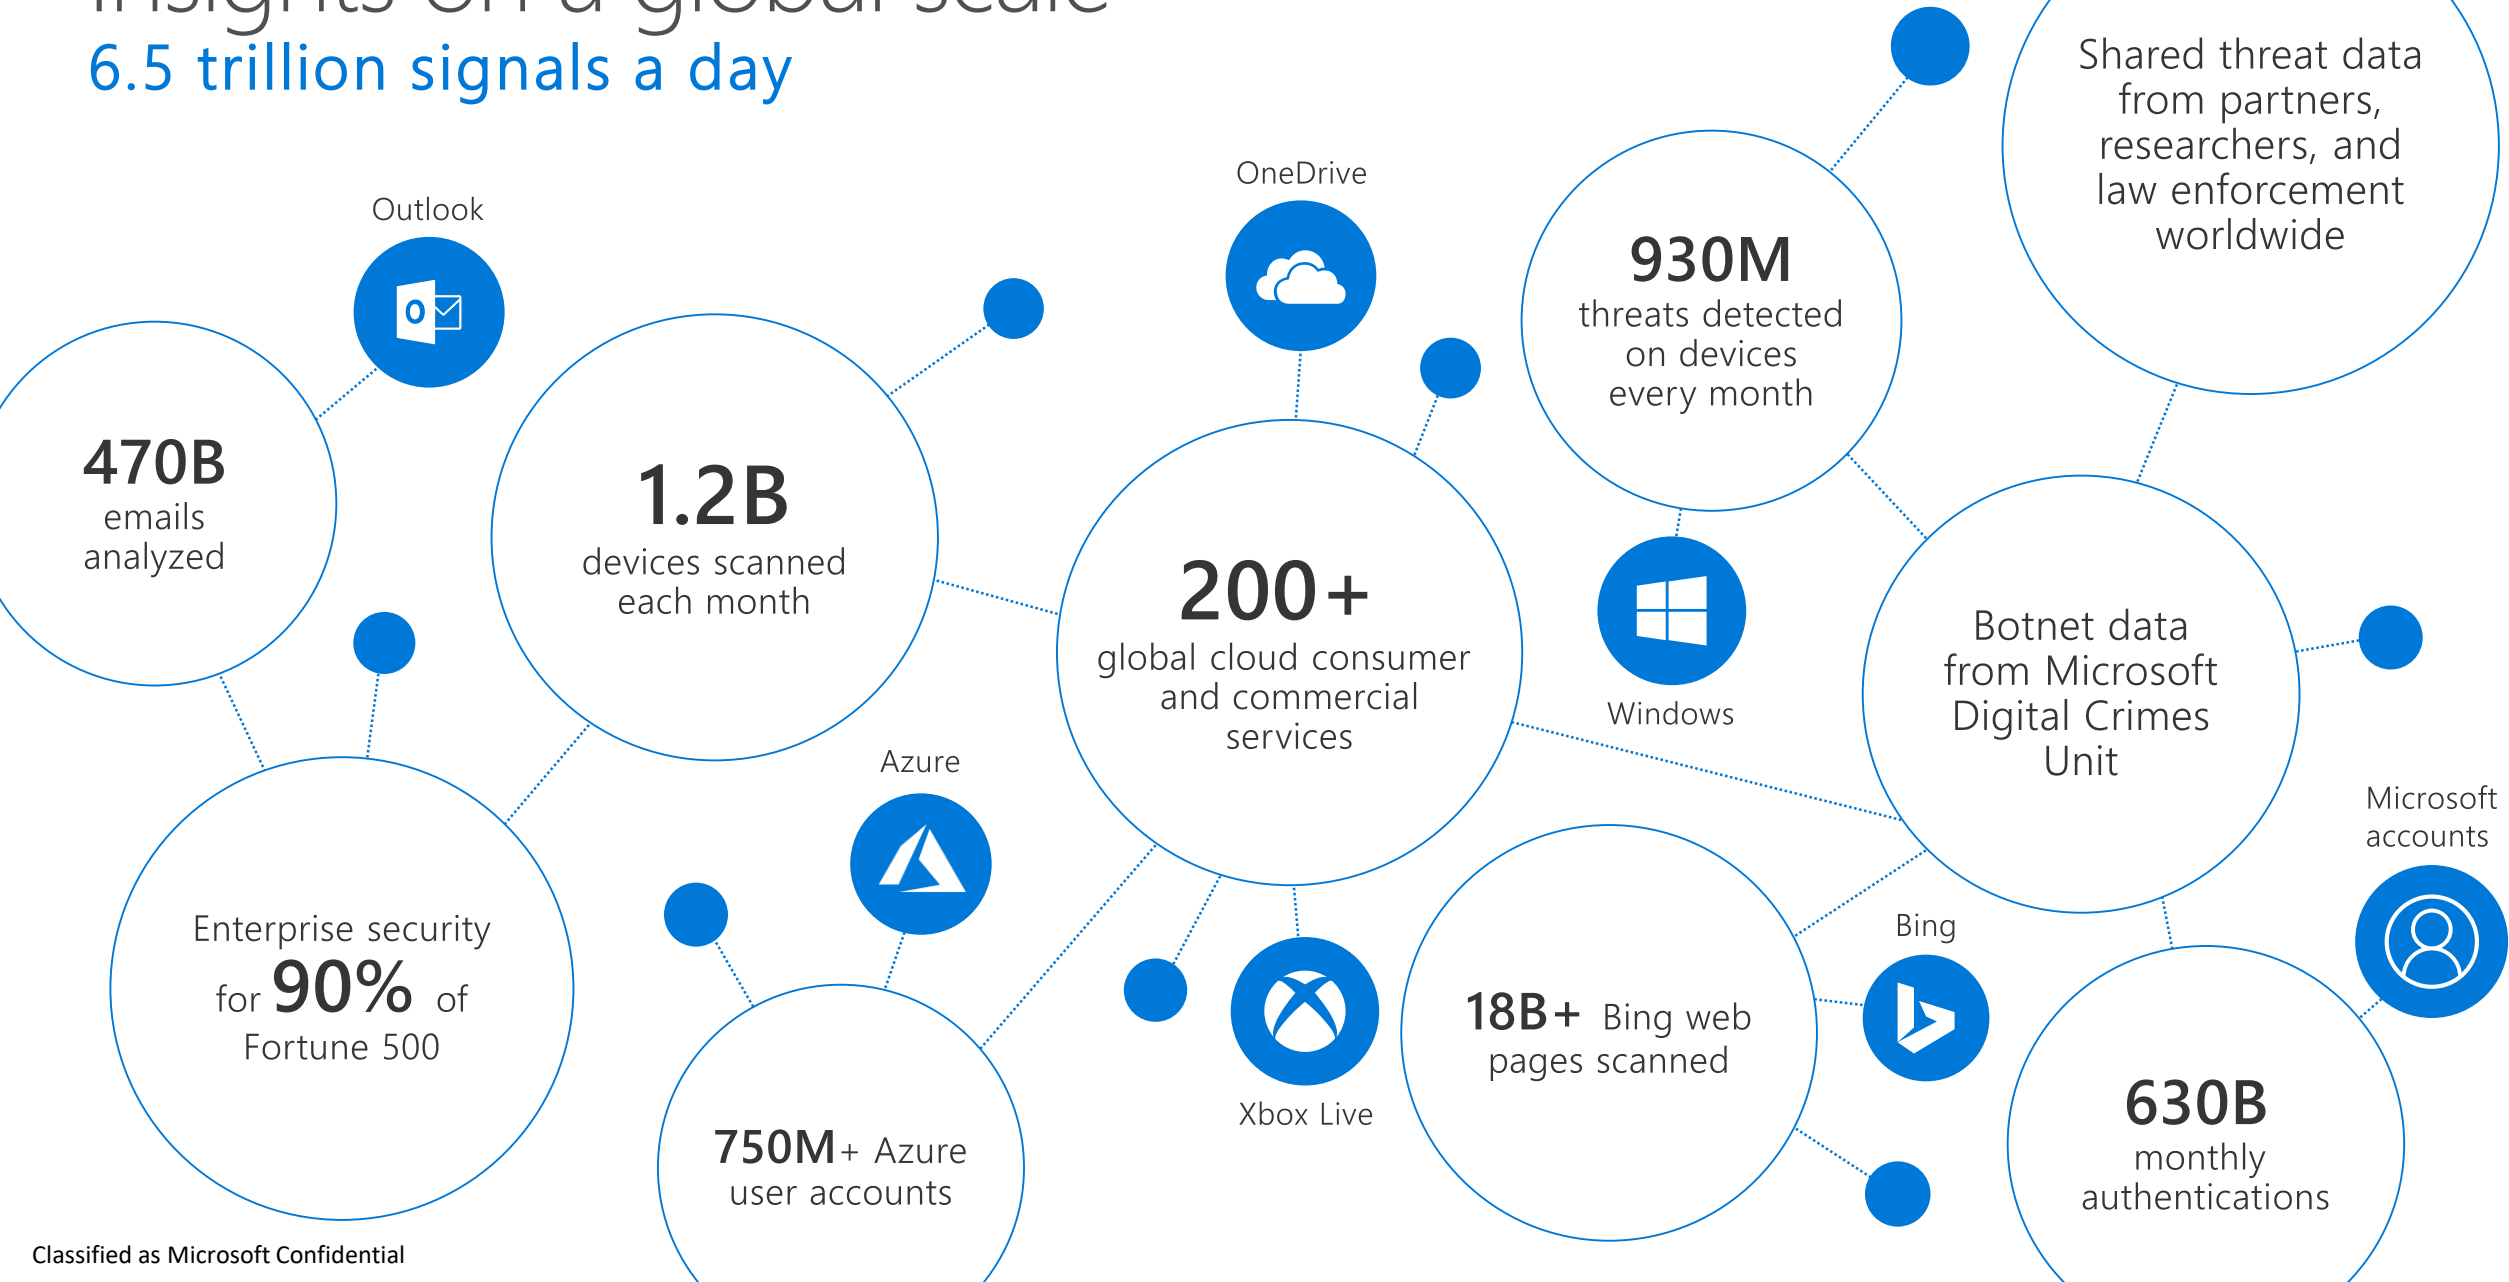 Insights on a global scale
6.5 trillion signals a day
Shared threat data
from partners,
researchers, and
law enforcement
worldwide
OneDrive
Outlook
930M
threats detected
on devices
every month
470B
emails
analyzed
1.2B
devices scanned
each month
200+
global cloud consumer
and commercial
services
Windows
Botnet data
from Microsoft
Digital Crimes
Unit
Azure
Microsoft
accounts
Enterprise security
for 90% of
Fortune 500
Bing
18B+ Bing web
pages scanned
Xbox Live
750M+ Azure
user accounts
630B
monthly
authentications
Classified as Microsoft Confidential